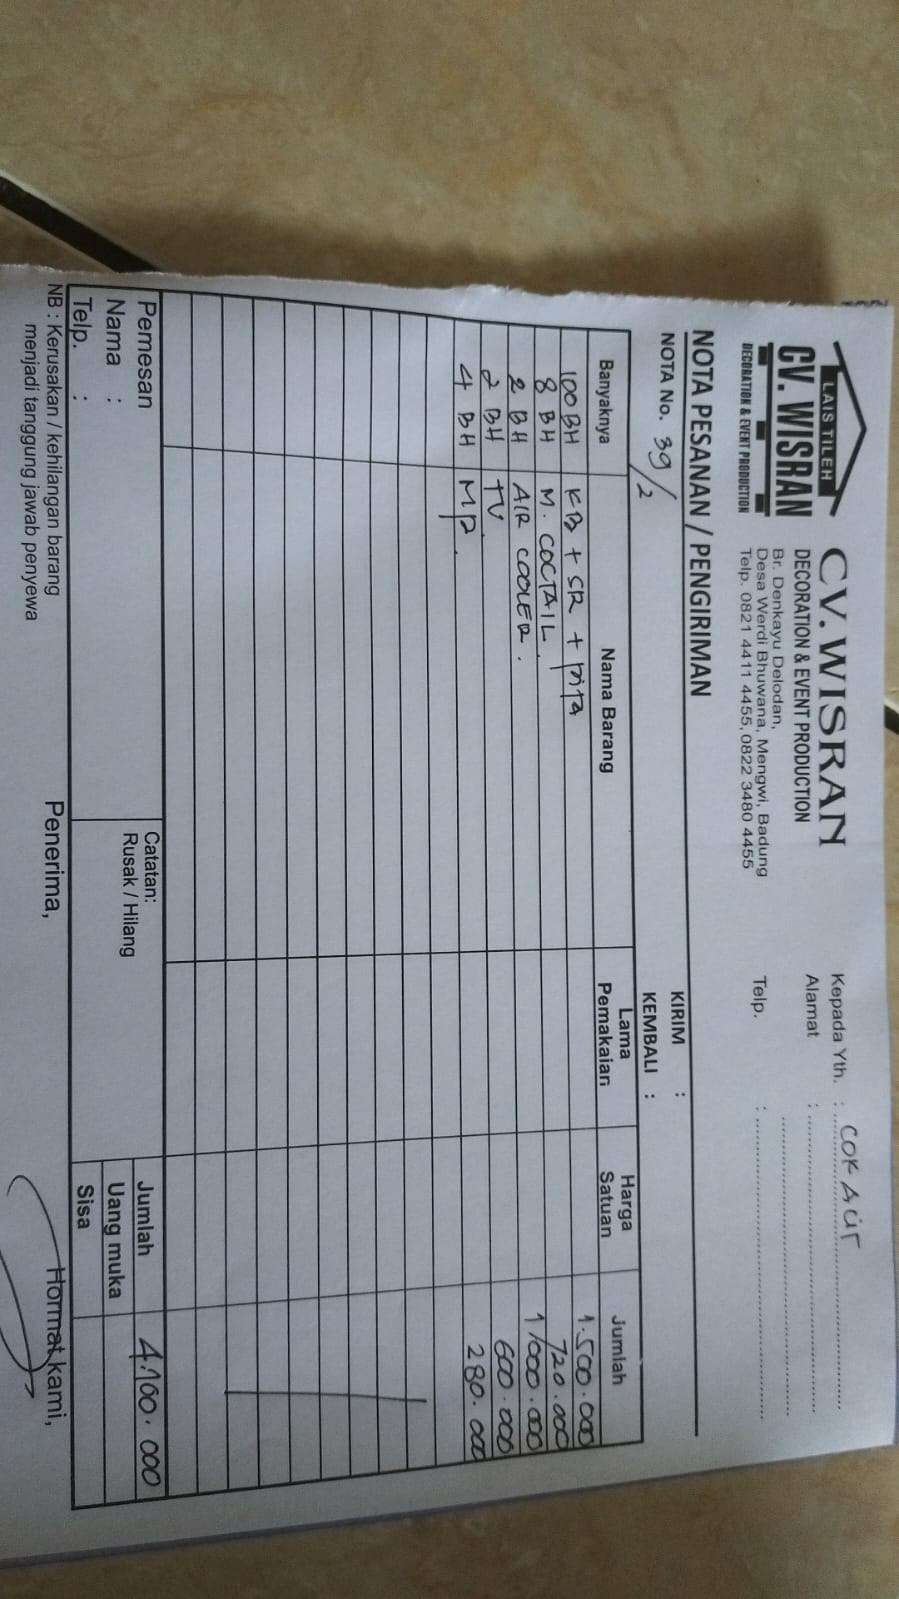 LAIS TILEH
CV. WISRAN
DECORATION & EVENT PRODUCTION
CV. WISRAN
DECORATION & EVENT PRODUCTION
Br. Denkayu Delodan,
Desa Werdi Bhuwana, Mengwi, Badung
Telp. 0821 4411 4455, 0822 3480 4455
Kepada Yth. : COK
Alamat :
Telp. :
NOTA PESANAN / PENGIRIMAN
NOTA No. 39/2
KIRIM :
KEMBALI :
Banyaknya Nama Barang Lama Pemakaian Harga Satuan Jumlah
100 BH KB + SR + pita 1.500.000
8 BH M. COCTAIL. 720.000
2 BH AIR COOLER. 1.000.000
2 BH TV. 600.000
4 BH MP. 280.000
Pemesan
Nama :
Telp. :
Catatan:
Rusak / Hilang
Jumlah 4.100.000
Uang muka
Sisa
NB : Kerusakan / kehilangan barang
menjadi tanggung jawab penyewa
Penerima,
Hormat kami,